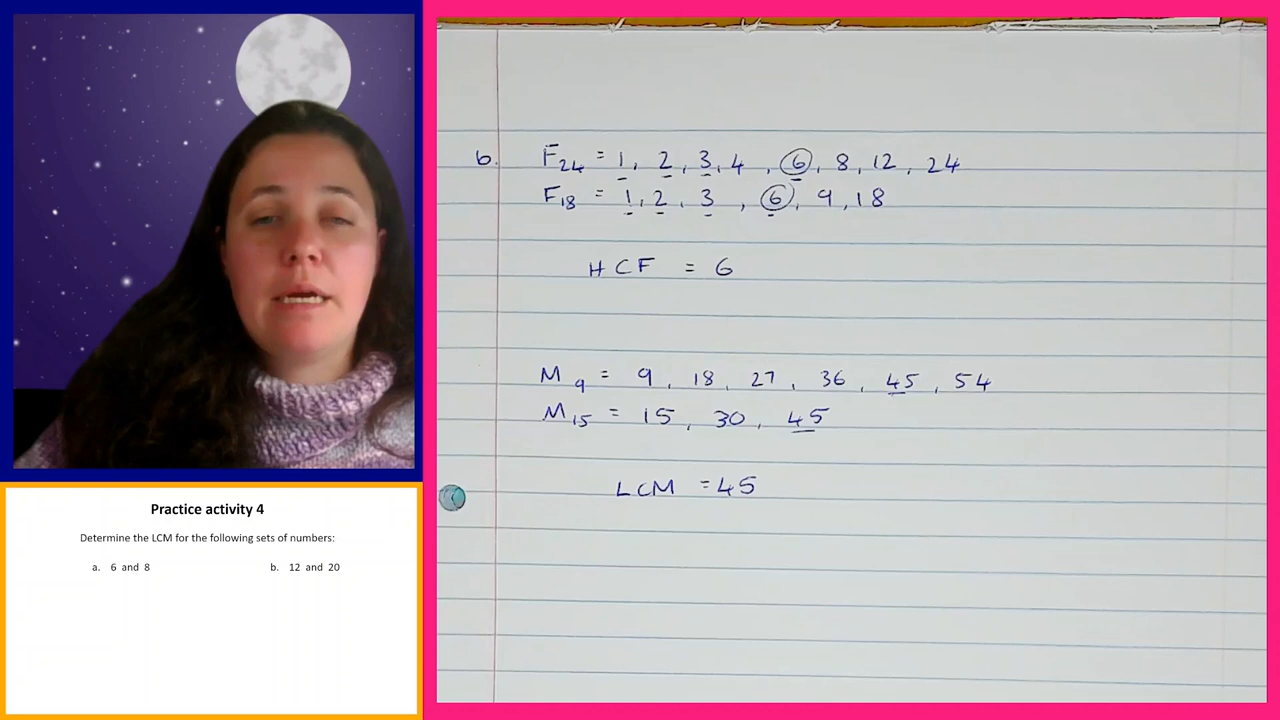 b. F24 = 1, 2, 3, 4, 6, 8, 12, 24
F18 = 1, 2, 3, , 6, 9, 18
HCF = 6
M9 = 9, 18, 27, 36, 45, 54
M15 = 15, 30, 45
LCM = 45
Practice activity 4
Determine the LCM for the following sets of numbers:
a. 6 and 8 b. 12 and 20